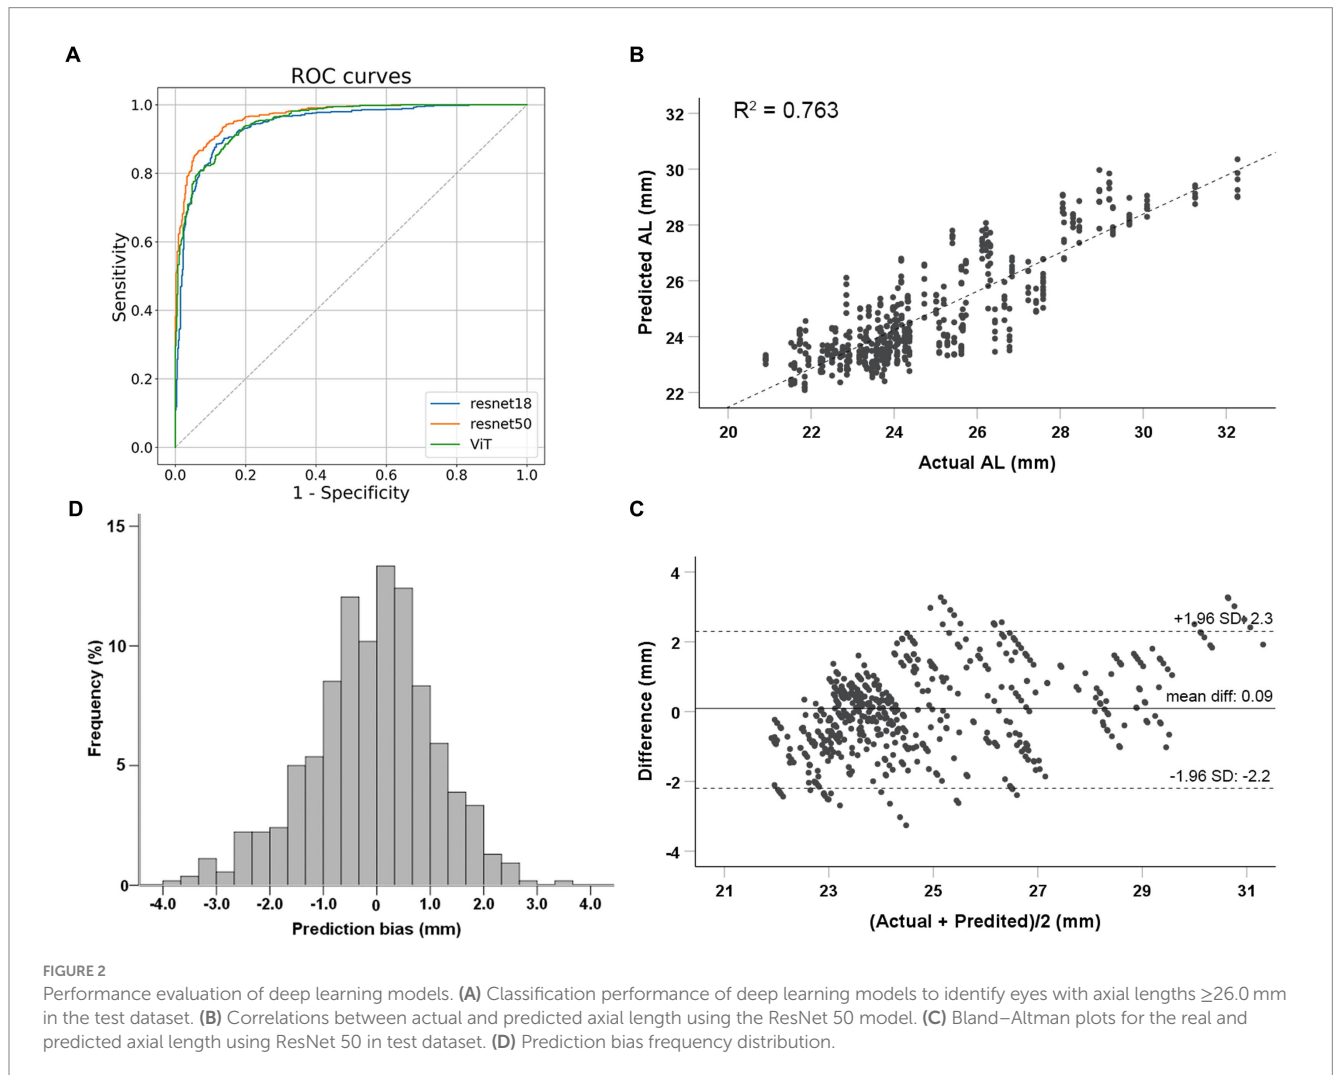 A
ROC curves
1.0
0.8
0.6
0.4
0.2
0.0
Sensitivity
resnet18
resnet50
ViT
0.0 0.2 0.4 0.6 0.8 1.0
1 - Specificity
B
R² = 0.763
32
30
28
26
24
22
Predicted AL (mm)
20 22 24 26 28 30 32
Actual AL (mm)
D
15
10
5
0
Frequency (%)
-4.0 -3.0 -2.0 -1.0 0 1.0 2.0 3.0 4.0
Prediction bias (mm)
C
4
2
0
-2
-4
Difference (mm)
+1.96 SD: 2.3
mean diff: 0.09
-1.96 SD: -2.2
21 23 25 27 29 31
(Actual + Predited)/2 (mm)
FIGURE 2
Performance evaluation of deep learning models. (A) Classification performance of deep learning models to identify eyes with axial lengths ≥26.0 mm
in the test dataset. (B) Correlations between actual and predicted axial length using the ResNet 50 model. (C) Bland–Altman plots for the real and
predicted axial length using ResNet 50 in test dataset. (D) Prediction bias frequency distribution.